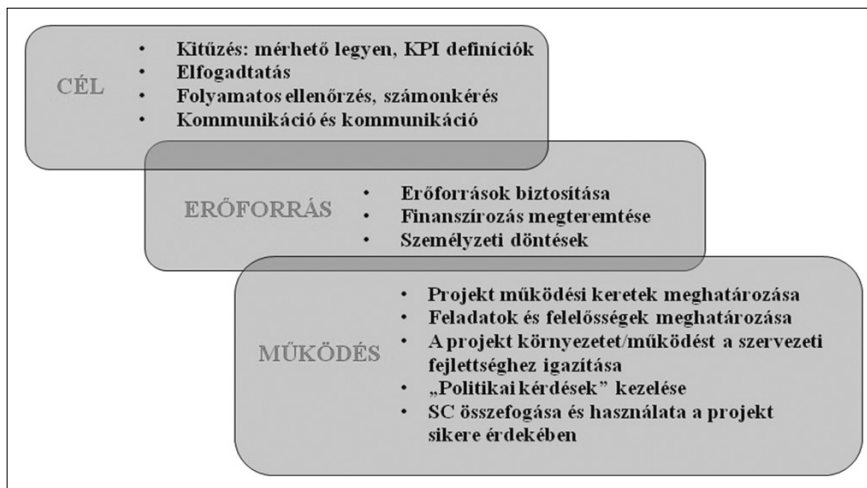 CÉL
• Kitűzés: mérhető legyen, KPI definíciók
• Elfogadtatás
• Folyamatos ellenőrzés, számonkérés
• Kommunikáció és kommunikáció
ERŐFORRÁS
• Erőforrások biztosítása
• Finanszírozás megteremtése
• Személyzeti döntések
MŰKÖDÉS
• Projekt működési keretek meghatározása
• Feladatok és felelősségek meghatározása
• A projekt környezetet/működést a szervezeti
fejlettséghez igazítása
• „Politikai kérdések” kezelése
• SC összefogása és használata a projekt
sikere érdekében